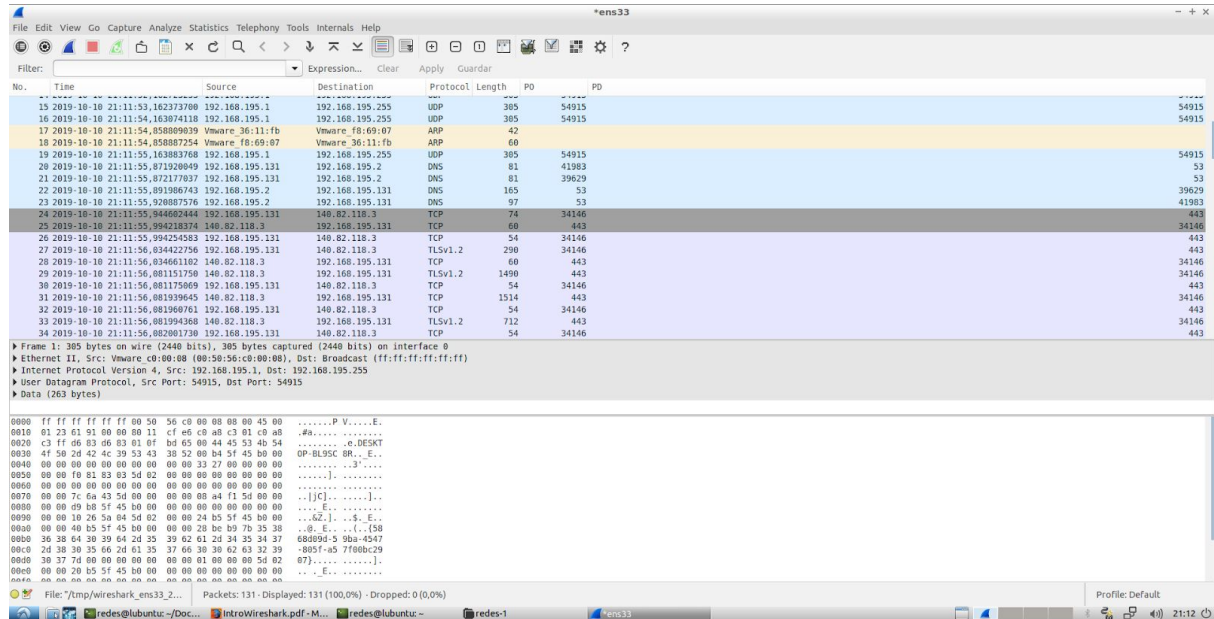 *ens33
File Edit View Go Capture Analyze Statistics Telephony Tools Internals Help
Filter: Expression... Clear Apply Guardar
No. Time Source Destination Protocol Length PO PD
15 2019-10-10 21:11:53,162373700 192.168.195.1 192.168.195.255 UDP 305 54915 54915
16 2019-10-10 21:11:54,163074118 192.168.195.1 192.168.195.255 UDP 305 54915 54915
17 2019-10-10 21:11:54,858809039 Vmware_36:11:fb Vmware_f8:69:07 ARP 42
18 2019-10-10 21:11:54,858887254 Vmware_f8:69:07 Vmware_36:11:fb ARP 60
19 2019-10-10 21:11:55,163883768 192.168.195.1 192.168.195.255 UDP 305 54915 54915
20 2019-10-10 21:11:55,871920049 192.168.195.131 192.168.195.2 DNS 81 41983 53
21 2019-10-10 21:11:55,872177037 192.168.195.131 192.168.195.2 DNS 81 39629 53
22 2019-10-10 21:11:55,891986743 192.168.195.2 192.168.195.131 DNS 165 53 39629
23 2019-10-10 21:11:55,920887576 192.168.195.2 192.168.195.131 DNS 97 53 41983
24 2019-10-10 21:11:55,944602444 192.168.195.131 140.82.118.3 TCP 74 34146 443
25 2019-10-10 21:11:55,994218374 140.82.118.3 192.168.195.131 TCP 60 443 34146
26 2019-10-10 21:11:55,994254583 192.168.195.131 140.82.118.3 TCP 54 34146 443
27 2019-10-10 21:11:56,034422756 192.168.195.131 140.82.118.3 TLSv1.2 290 34146 443
28 2019-10-10 21:11:56,034661102 140.82.118.3 192.168.195.131 TCP 60 443 34146
29 2019-10-10 21:11:56,081151750 140.82.118.3 192.168.195.131 TLSv1.2 1490 443 34146
30 2019-10-10 21:11:56,081175069 192.168.195.131 140.82.118.3 TCP 54 34146 443
31 2019-10-10 21:11:56,081939645 140.82.118.3 192.168.195.131 TCP 1514 443 34146
32 2019-10-10 21:11:56,081960761 192.168.195.131 140.82.118.3 TCP 54 34146 443
33 2019-10-10 21:11:56,081994368 140.82.118.3 192.168.195.131 TLSv1.2 712 443 34146
34 2019-10-10 21:11:56,082001730 192.168.195.131 140.82.118.3 TCP 54 34146 443
Frame 1: 305 bytes on wire (2440 bits), 305 bytes captured (2440 bits) on interface 0
Ethernet II, Src: Vmware_c0:00:08 (00:50:56:c0:00:08), Dst: Broadcast (ff:ff:ff:ff:ff:ff)
Internet Protocol Version 4, Src: 192.168.195.1, Dst: 192.168.195.255
User Datagram Protocol, Src Port: 54915, Dst Port: 54915
Data (263 bytes)
0000 ff ff ff ff ff ff 00 50 56 c0 00 08 08 00 45 00 .......P V.....E.
0010 01 23 61 91 00 00 80 11 cf e6 c0 a8 c3 01 c0 a8 .#a..... ........
0020 c3 ff d6 83 d6 83 01 0f bd 65 00 44 45 53 4b 54 ........ .e.DESKT
0030 4f 50 2d 42 4c 39 53 43 38 52 00 b4 5f 45 b0 00 OP-BL9SC 8R.._E..
0040 00 00 00 00 00 00 00 00 00 00 33 27 00 00 00 00 ........ ..3'....
0050 00 00 f0 81 83 03 5d 02 00 00 00 00 00 00 00 00 ......]. ........
0060 00 00 00 00 00 00 00 00 00 00 00 00 00 00 00 00 ........ ........
0070 00 00 7c 6a 43 5d 00 00 00 00 08 a4 f1 5d 00 00 ..|jC].. .....]..
0080 00 00 d9 b8 5f 45 b0 00 00 00 00 00 00 00 00 00 ...._E.. ........
0090 00 00 10 26 5a 04 5d 02 00 00 24 b5 5f 45 b0 00 ...&Z.]. ..$._E..
00a0 00 00 40 b5 5f 45 b0 00 00 00 28 be b9 7b 35 38 ..@._E.. ..(..{58
00b0 36 38 64 30 39 64 2d 35 39 62 61 2d 34 35 34 37 68d09d-5 9ba-4547
00c0 2d 38 30 35 66 2d 61 35 37 66 30 30 62 63 32 39 -805f-a5 7f00bc29
00d0 30 37 7d 00 00 00 00 00 00 00 01 00 00 00 5d 02 07}..... ......].
00e0 00 00 20 b5 5f 45 b0 00 00 00 00 00 00 00 00 00 .. ._E.. ........
File: "/tmp/wireshark_ens33_2... Packets: 131 · Displayed: 131 (100,0%) · Dropped: 0 (0,0%) Profile: Default
redes@lubuntu: ~/Doc... IntroWireshark.pdf - M... redes@lubuntu: ~ redes-1 *ens33 21:12